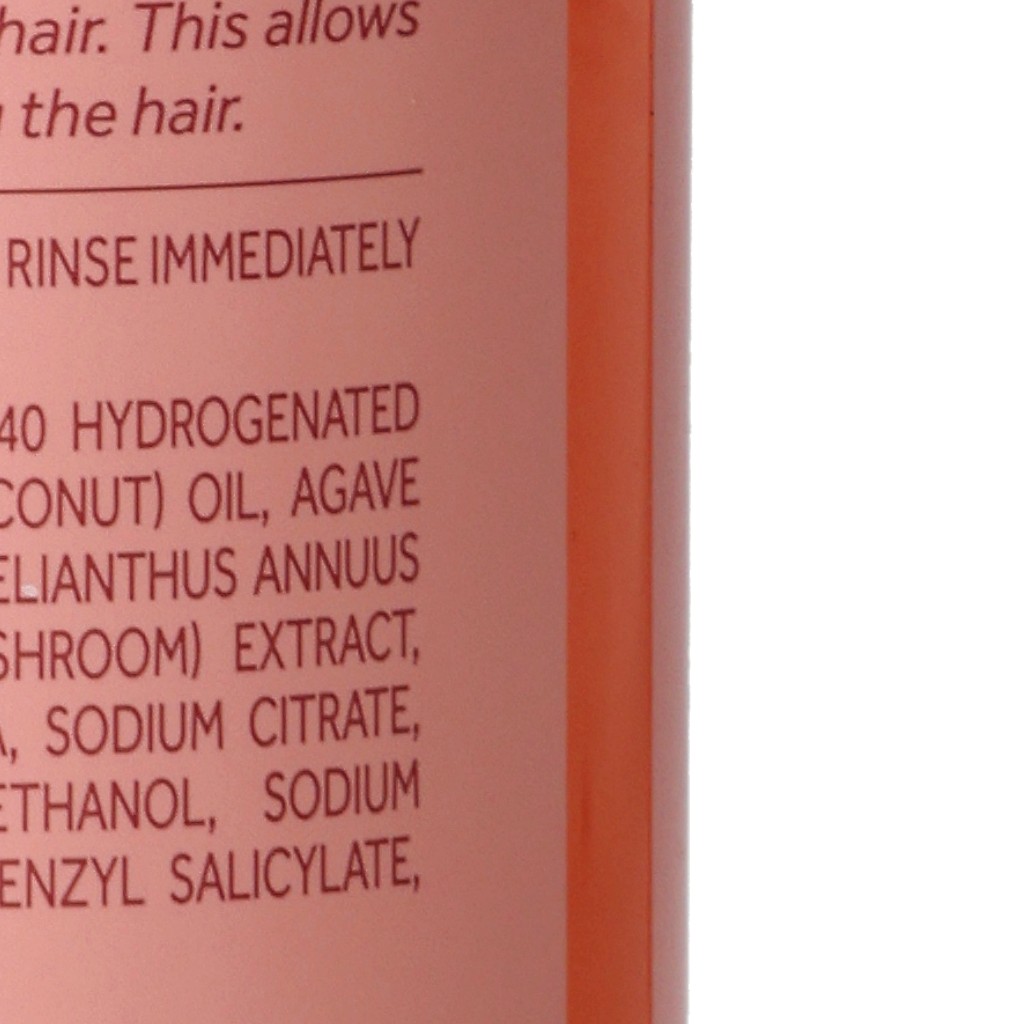 hair. This allows
the hair.
RINSE IMMEDIATELY
40 HYDROGENATED
CONUT) OIL, AGAVE
ELIANTHUS ANNUUS
SHROOM) EXTRACT,
A, SODIUM CITRATE,
ETHANOL, SODIUM
ENZYL SALICYLATE,